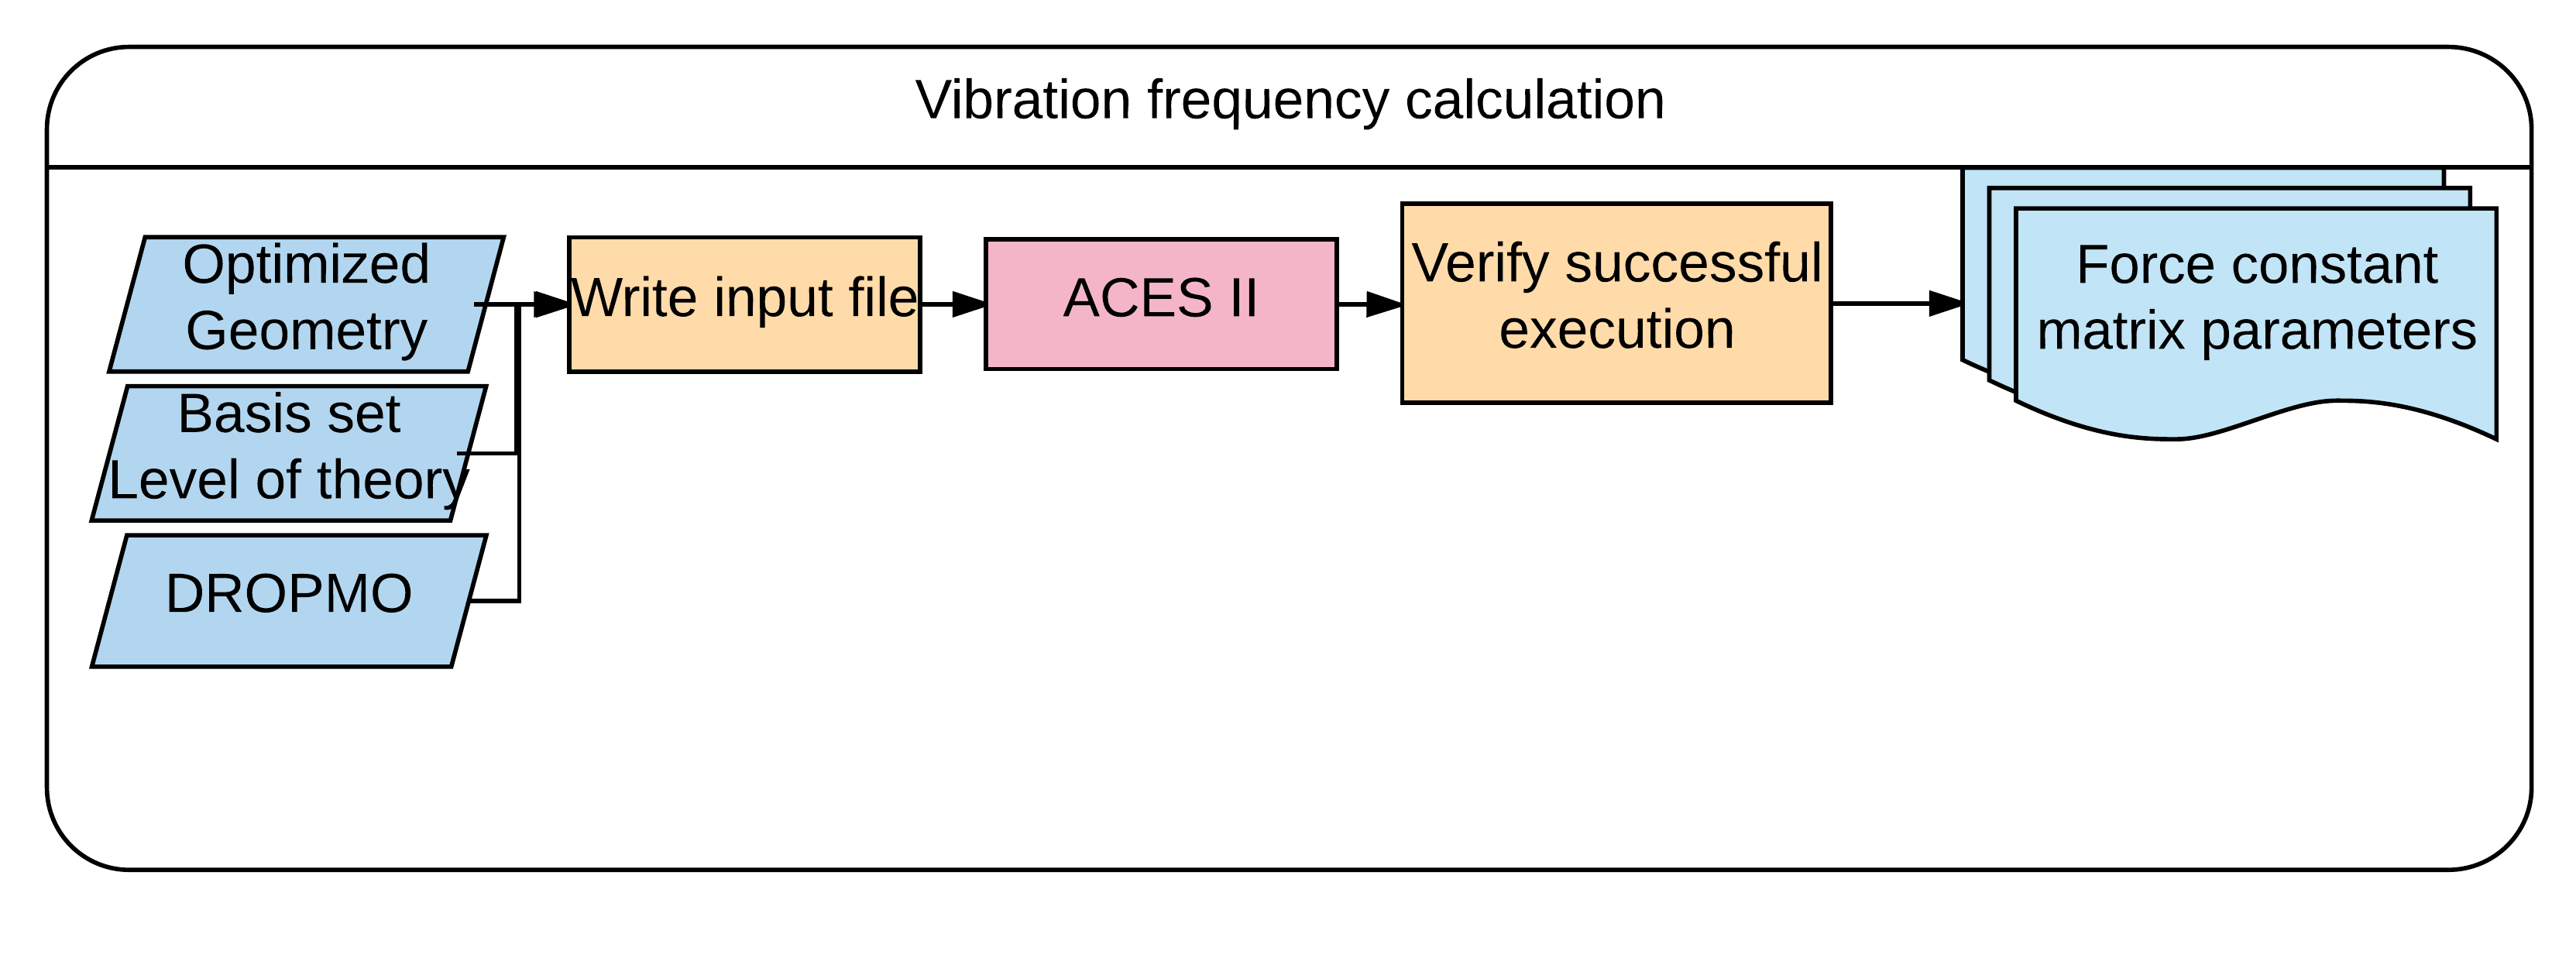 Vibration frequency calculation
Optimized
Geometry
Basis set
Level of theory
DROPMO
Write input file
ACES II
Verify successful
execution
Force constant
matrix parameters